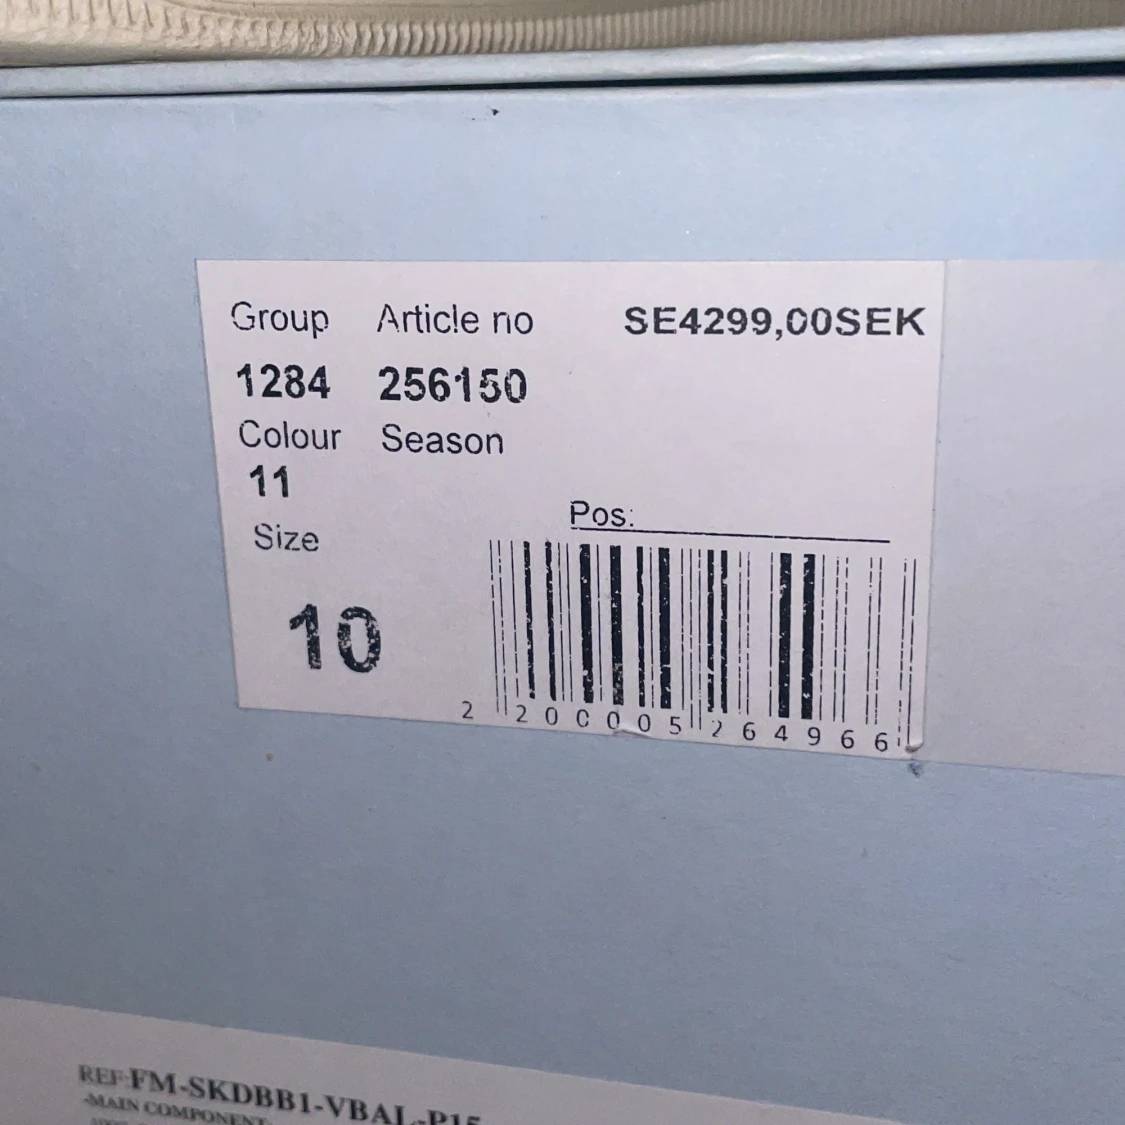 Group Article no SE4299,00SEK
1284 256150
Colour Season
11
Pos:
Size
10
2 200005 264966
REF:FM-SKDBB1-VBAL-P15
-MAIN COMPONENT